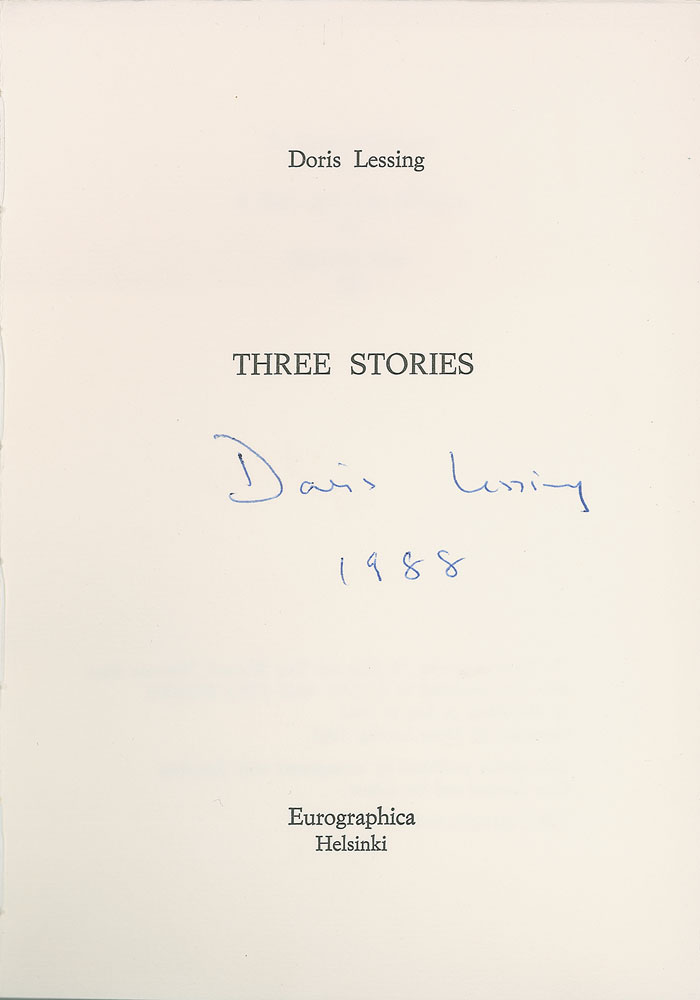 Doris Lessing
THREE STORIES
Doris Lessing
1988
Eurographica
Helsinki